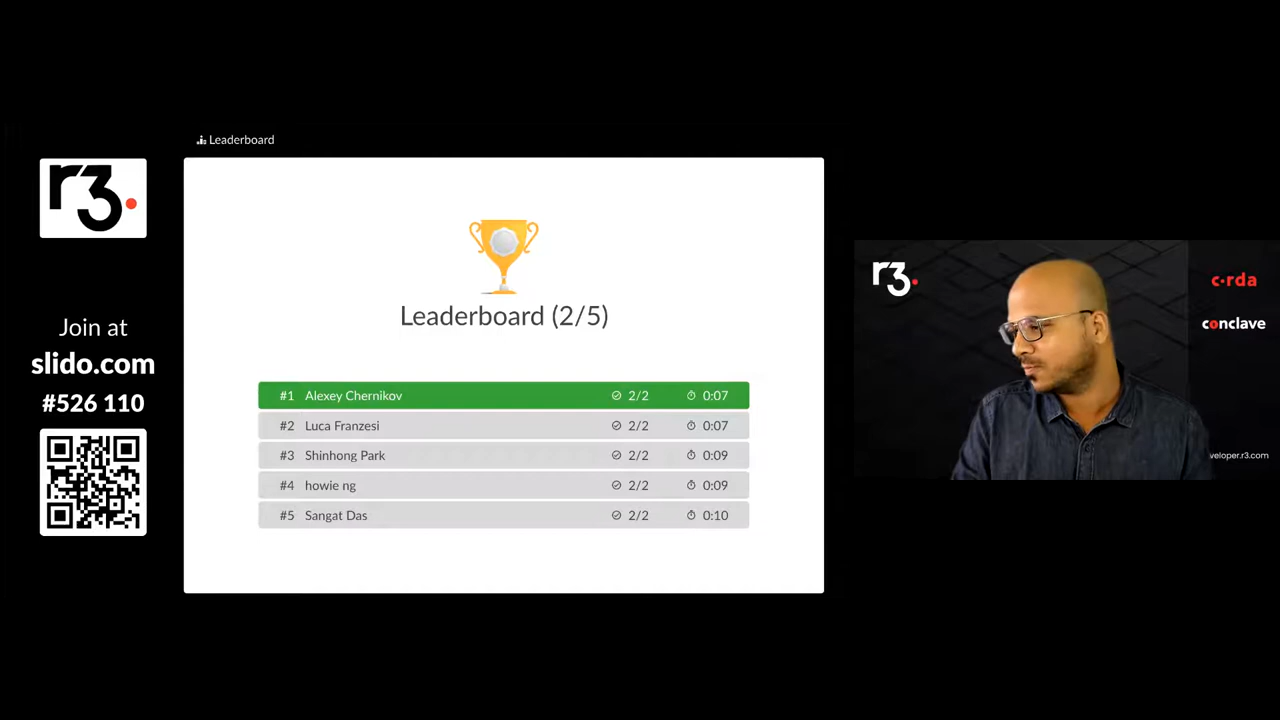 Leaderboard
r3.
Join at
slido.com
#526 110
Leaderboard (2/5)
#1 Alexey Chernikov 2/2 0:07
#2 Luca Franzesi 2/2 0:07
#3 Shinhong Park 2/2 0:09
#4 howie ng 2/2 0:09
#5 Sangat Das 2/2 0:10
r3.
c·rda
conclave
veloper.r3.com